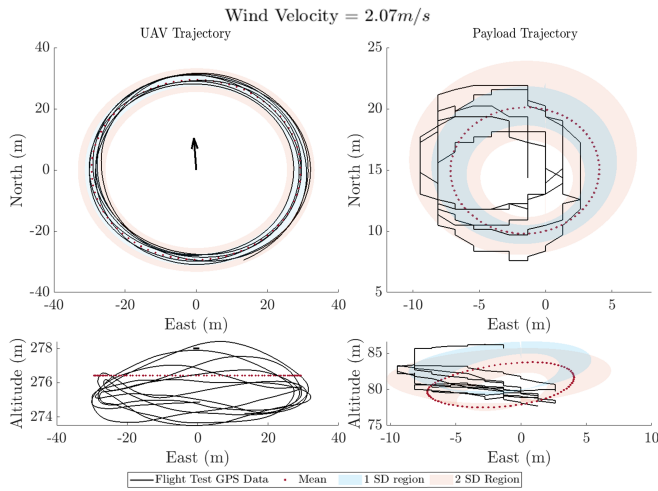 Wind Velocity = 2.07m/s
UAV Trajectory
Payload Trajectory
North (m)
40
20
0
-20
-40
-40
-20
0
20
40
East (m)
North (m)
25
20
15
10
5
-10
-5
0
5
East (m)
Altitude (m)
278
276
274
-40
-20
0
20
40
East (m)
Altitude (m)
85
80
75
-10
-5
0
5
10
East (m)
Flight Test GPS Data
Mean
1 SD region
2 SD Region